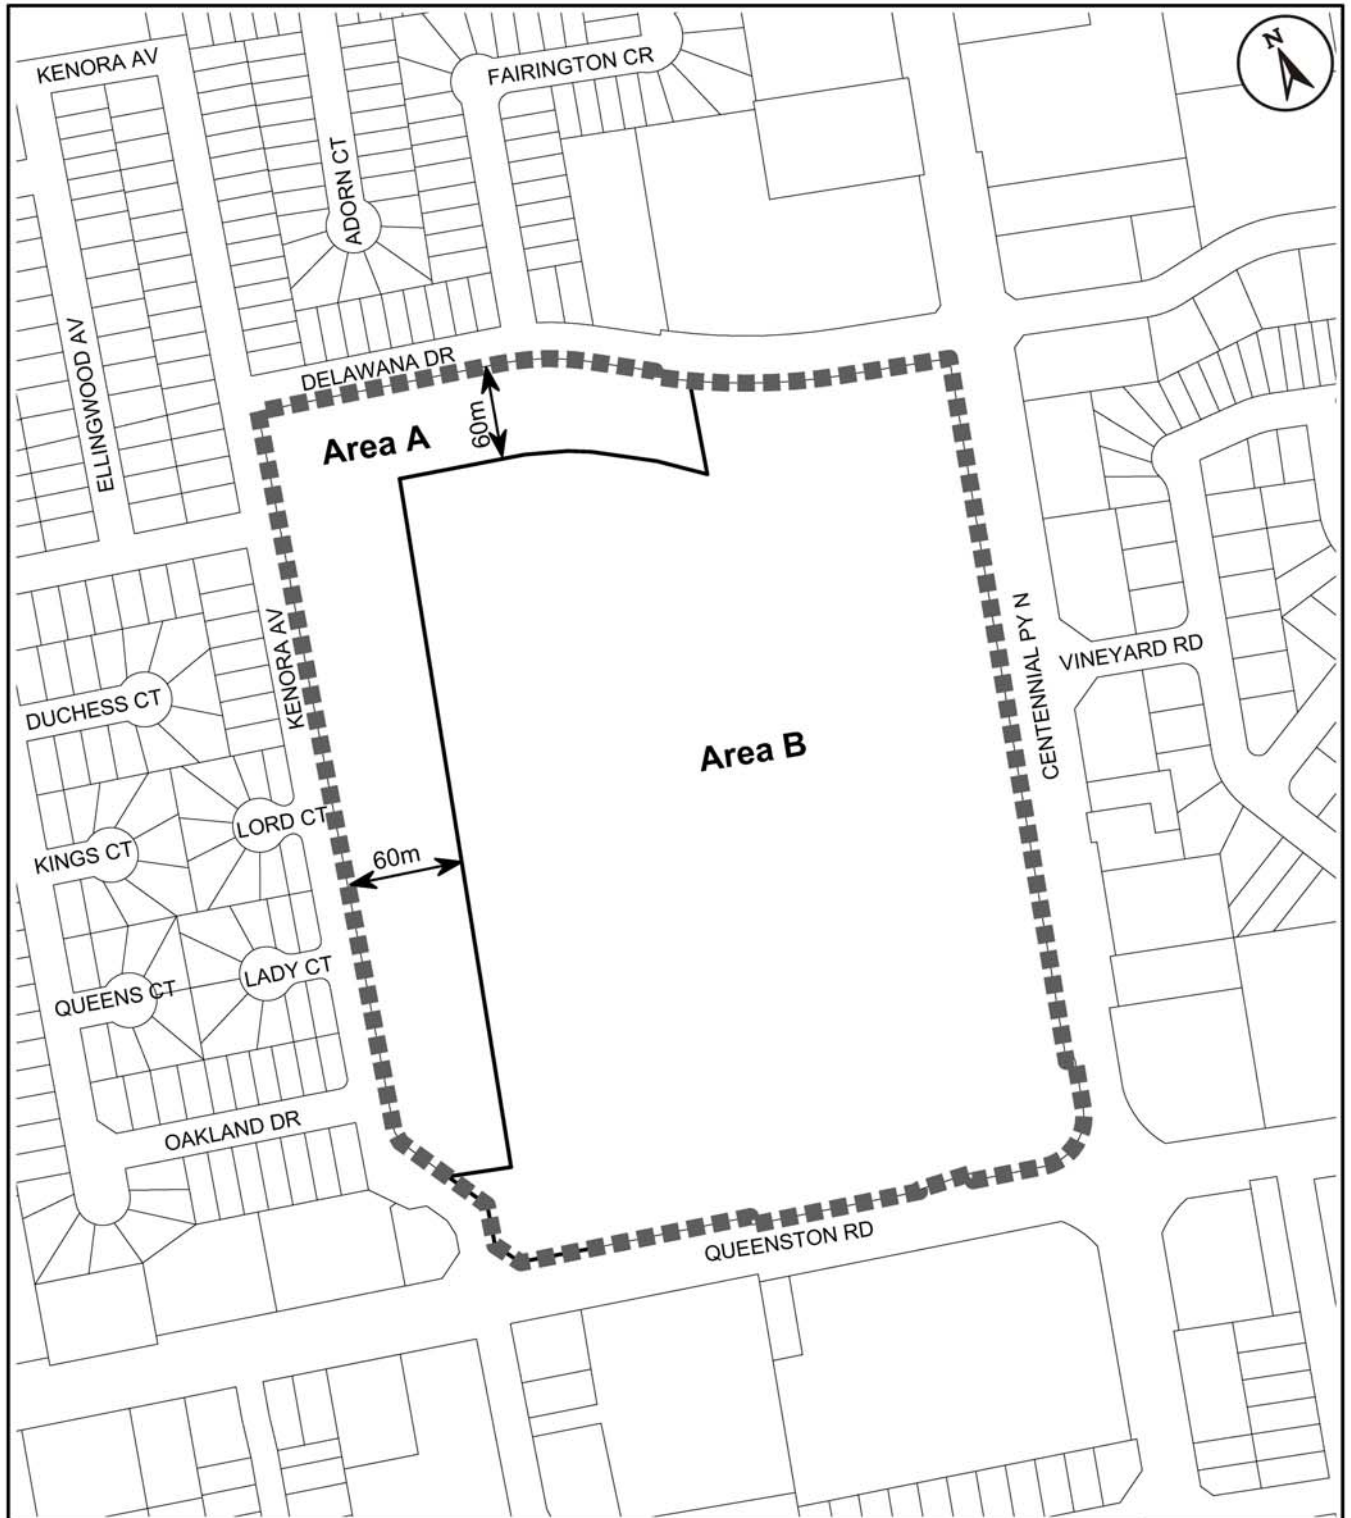 KENORA AV
FAIRINGTON CR
N
ADORN CT
ELLINGWOOD AV
DELAWANA DR
60m
Area A
KENORA AV
CENTENNIAL PY N
VINEYARD RD
DUCHESS CT
Area B
LORD CT
KINGS CT
60m
LADY CT
QUEENS CT
OAKLAND DR
QUEENSTON RD